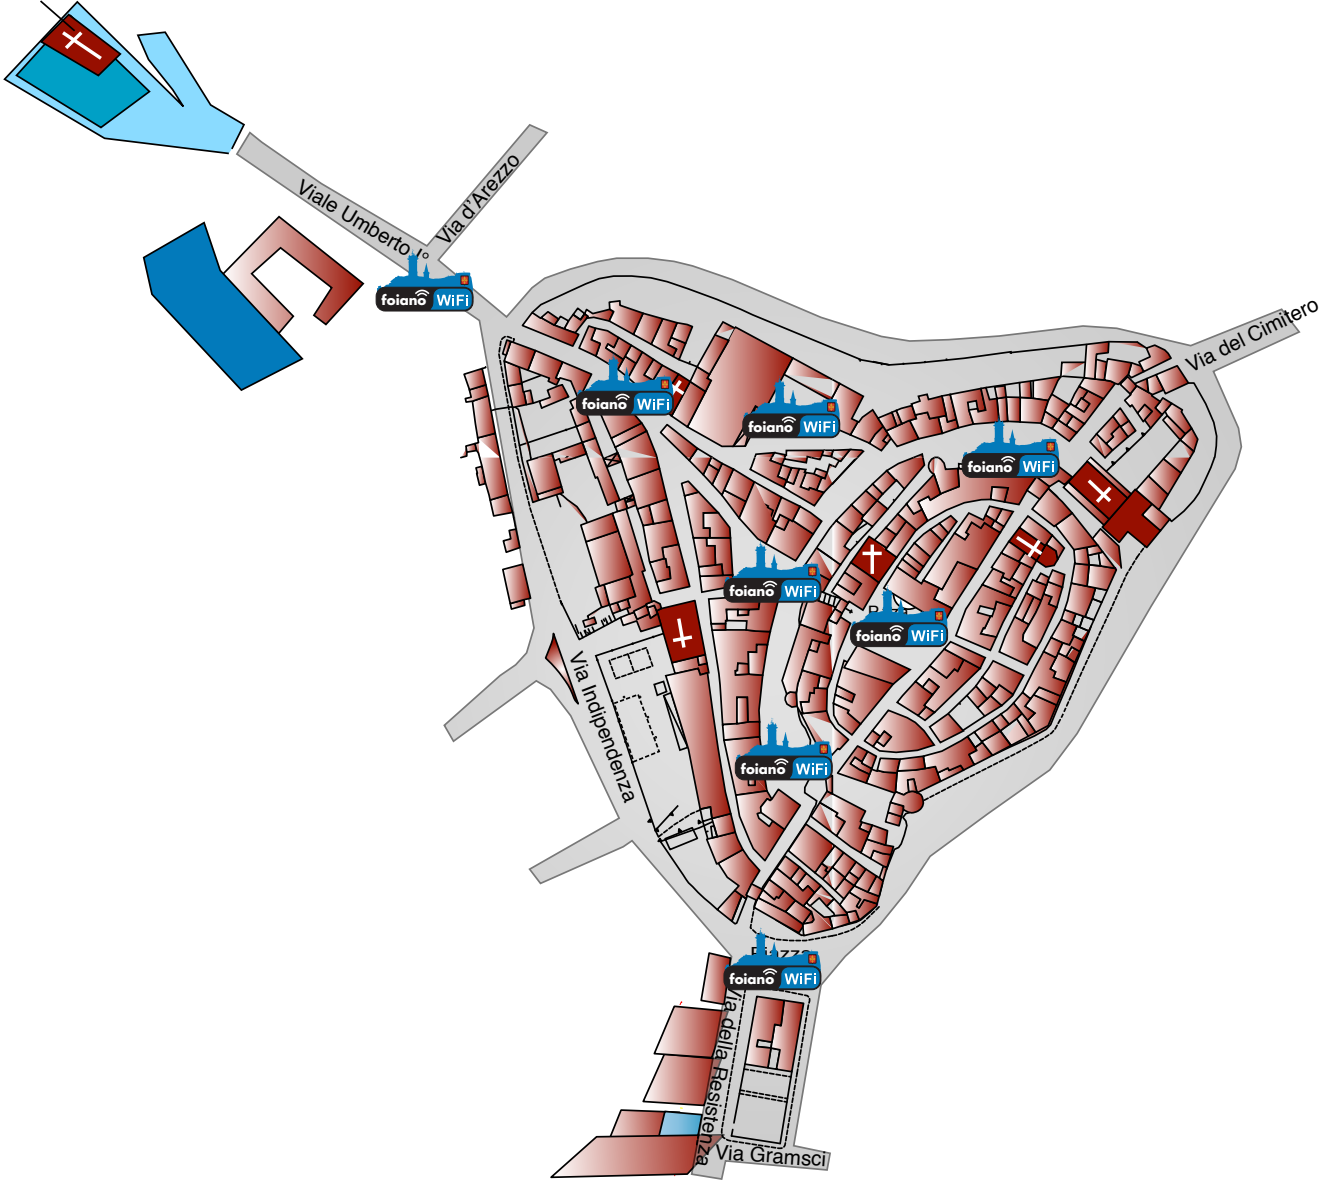 Viale Umberto I°
Via d'Arezzo
foiano WiFi
Via del Cimitero
foiano WiFi
foiano WiFi
foiano WiFi
foiano WiFi
foiano WiFi
Via Indipendenza
foiano WiFi
Piazza
foiano WiFi
Via della Resistenza
Via Gramsci